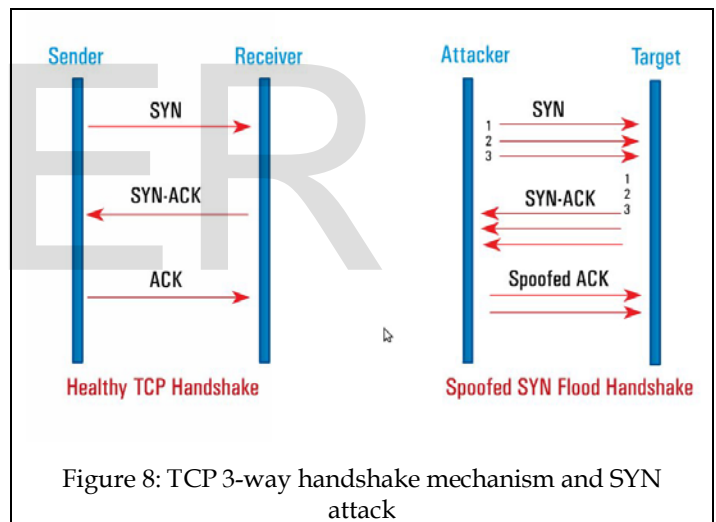 Sender
Receiver
SYN
SYN-ACK
ACK
Healthy TCP Handshake
Attacker
Target
SYN
1
2
3
1
2
3
SYN-ACK
Spoofed ACK
Spoofed SYN Flood Handshake
ER
Figure 8: TCP 3-way handshake mechanism and SYN
attack